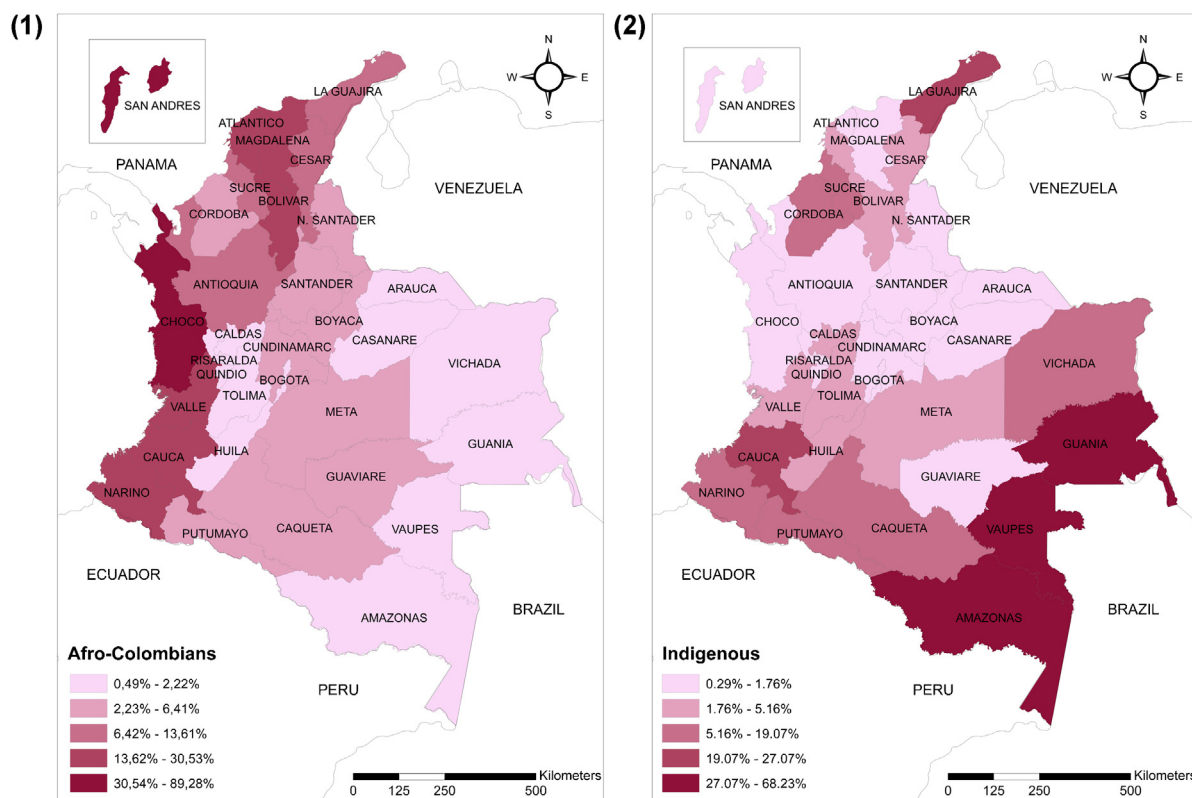 (1)
N
W E
S
SAN ANDRES
LA GUAJIRA
ATLANTICO
MAGDALENA
PANAMA
CESAR
VENEZUELA
SUCRE
BOLIVAR
CORDOBA
N. SANTADER
ANTIOQUIA
SANTANDER
ARAUCA
CHOCO
BOYACA
CALDAS
CUNDINAMARC
CASANARE
RISARALDA
VICHADA
QUINDIO
BOGOTA
TOLIMA
VALLE
META
GUANIA
HUILA
CAUCA
GUAVIARE
NARINO
VAUPES
CAQUETA
PUTUMAYO
ECUADOR
BRAZIL
AMAZONAS
PERU
Afro-Colombians
0,49% - 2,22%
2,23% - 6,41%
6,42% - 13,61%
13,62% - 30,53%
30,54% - 89,28%
Kilometers
0 125 250 500
(2)
N
W E
S
SAN ANDRES
LA GUAJIRA
ATLANTICO
MAGDALENA
PANAMA
CESAR
VENEZUELA
SUCRE
BOLIVAR
CORDOBA
N. SANTADER
ANTIOQUIA
SANTANDER
ARAUCA
CHOCO
BOYACA
CALDAS
CUNDINAMARC
CASANARE
RISARALDA
VICHADA
QUINDIO
BOGOTA
TOLIMA
VALLE
META
GUANIA
HUILA
CAUCA
GUAVIARE
NARINO
VAUPES
CAQUETA
PUTUMAYO
ECUADOR
BRAZIL
AMAZONAS
PERU
Indigenous
0.29% - 1.76%
1.76% - 5.16%
5.16% - 19.07%
19.07% - 27.07%
27.07% - 68.23%
Kilometers
0 125 250 500